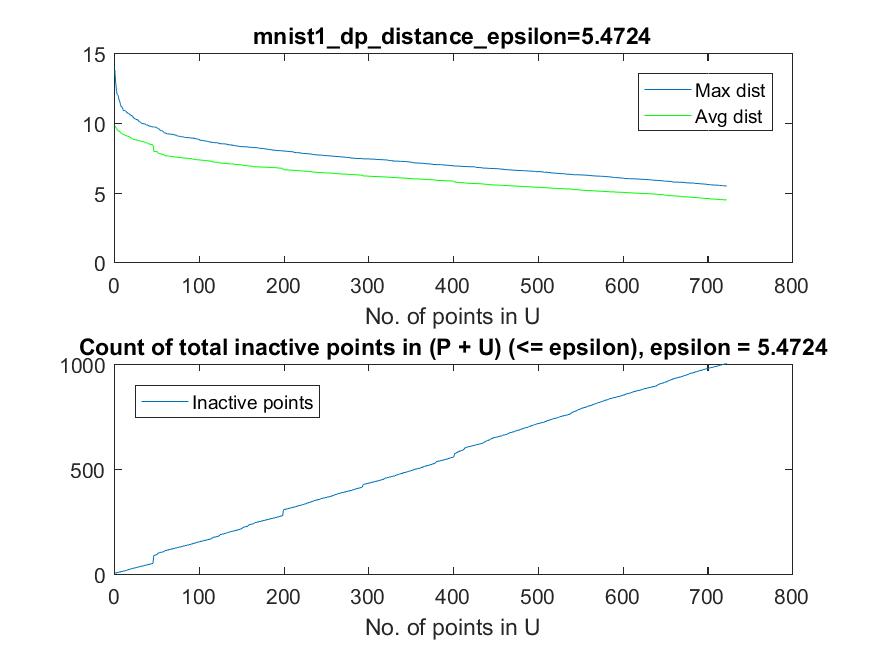 mnist1_dp_distance_epsilon=5.4724
15
10
5
0
Max dist
Avg dist
0 100 200 300 400 500 600 700 800
No. of points in U
Count of total inactive points in (P + U) (<= epsilon), epsilon = 5.4724
1000
500
0
Inactive points
0 100 200 300 400 500 600 700 800
No. of points in U